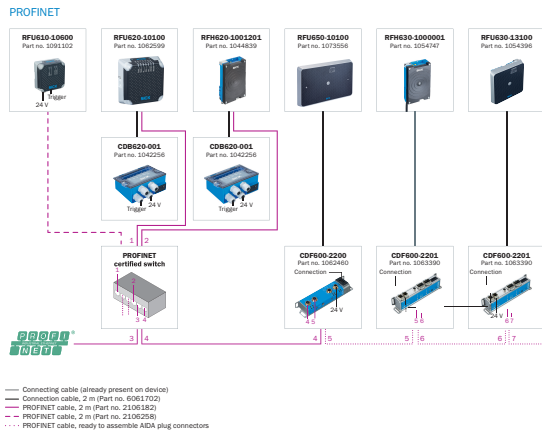 PROFINET
RFU610-10600
Part no. 1091102
Trigger
24 V
RFU620-10100
Part no. 1062599
RFH620-1001201
Part no. 1044839
RFU650-10100
Part no. 1073556
RFH630-1000001
Part no. 1054747
RFU630-13100
Part no. 1054396
CDB620-001
Part no. 1042256
24 V
Trigger
CDB620-001
Part no. 1042256
24 V
Trigger
1 2
PROFINET
certified switch
1
2
3 4
CDF600-2200
Part no. 1062460
Connection
24 V
4 5
CDF600-2201
Part no. 1063390
Connection
5 6
CDF600-2201
Part no. 1063390
Connection
24 V
6 7
PROFI
NET
3 4
4 5
5 6
6 7
Connecting cable (already present on device)
Connection cable, 2 m (Part no. 6061702)
PROFINET cable, 2 m (Part no. 2106182)
PROFINET cable, 2 m (Part no. 2106258)
PROFINET cable, ready to assemble AIDA plug connectors